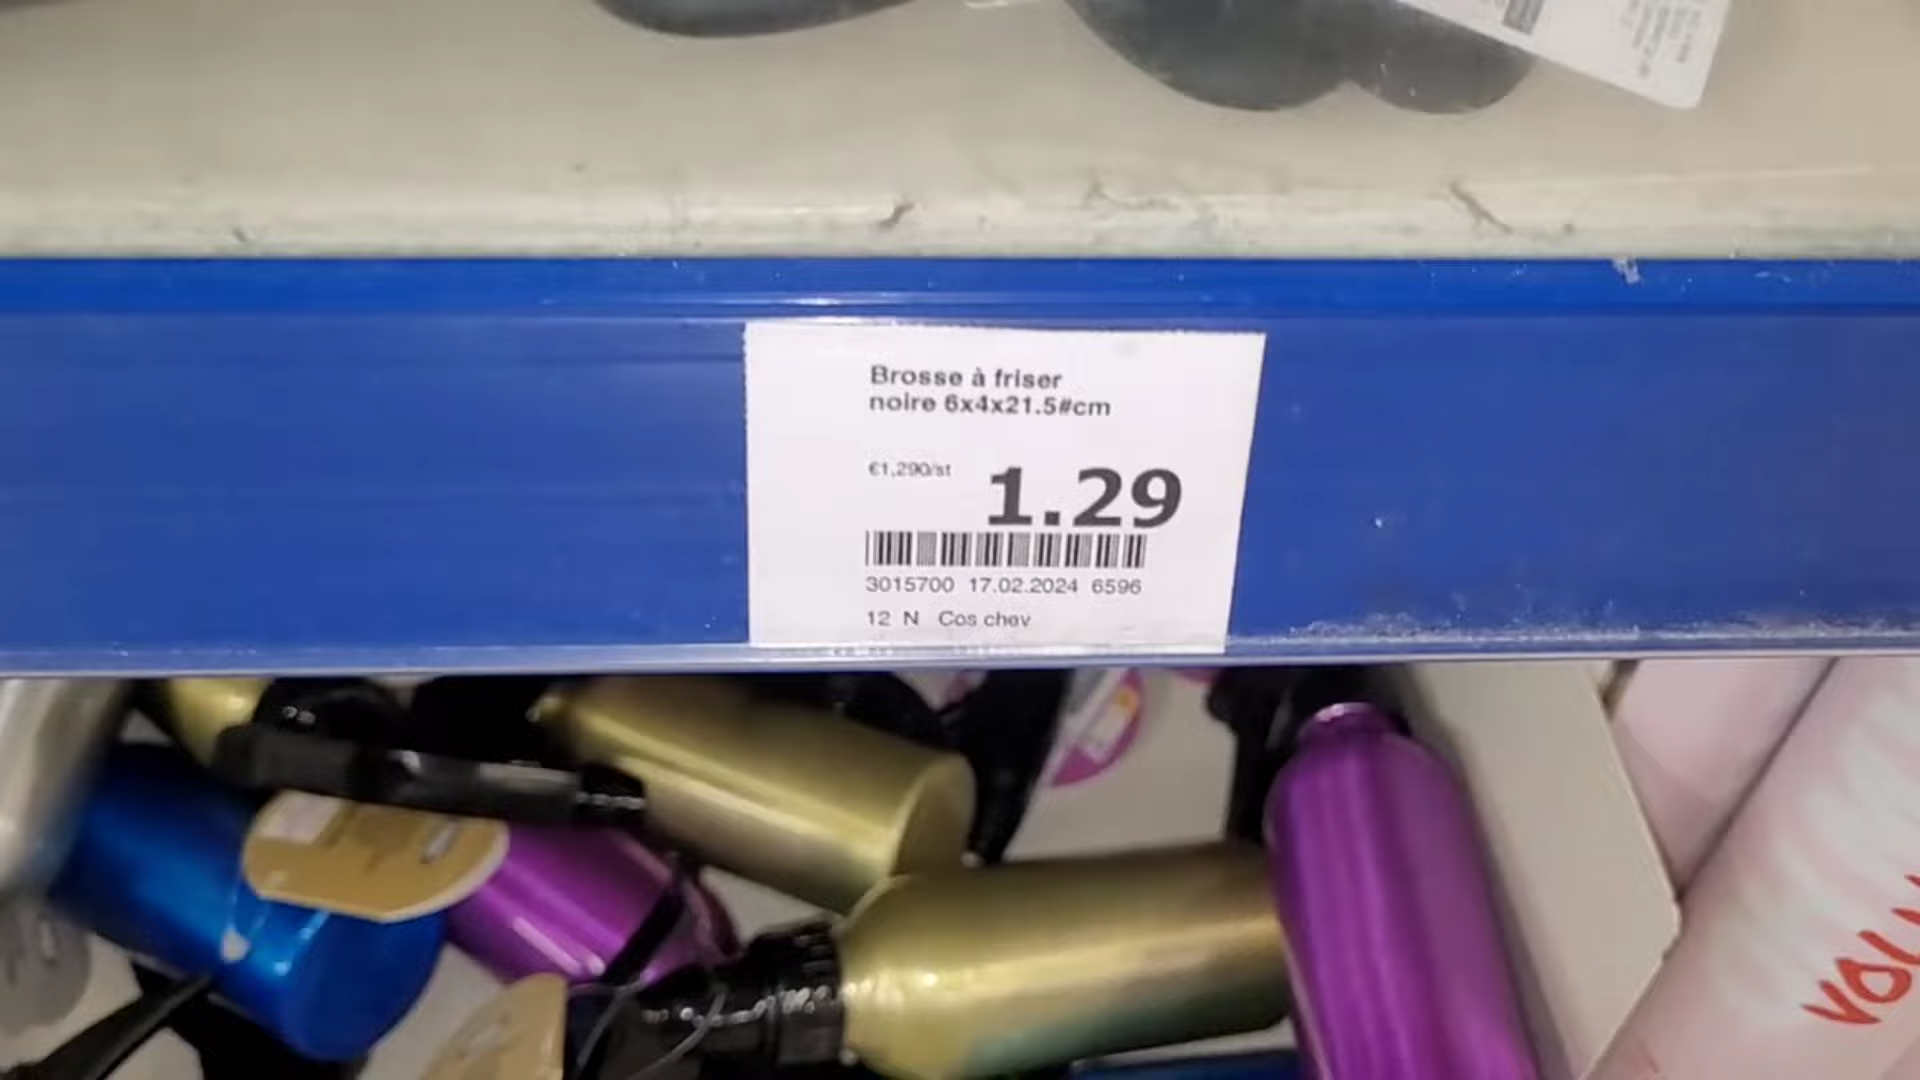 Brosse à friser
noire 6x4x21.5#cm
€1,290/st
1.29
3015700 17.02.2024 6596
12 N Cos chev